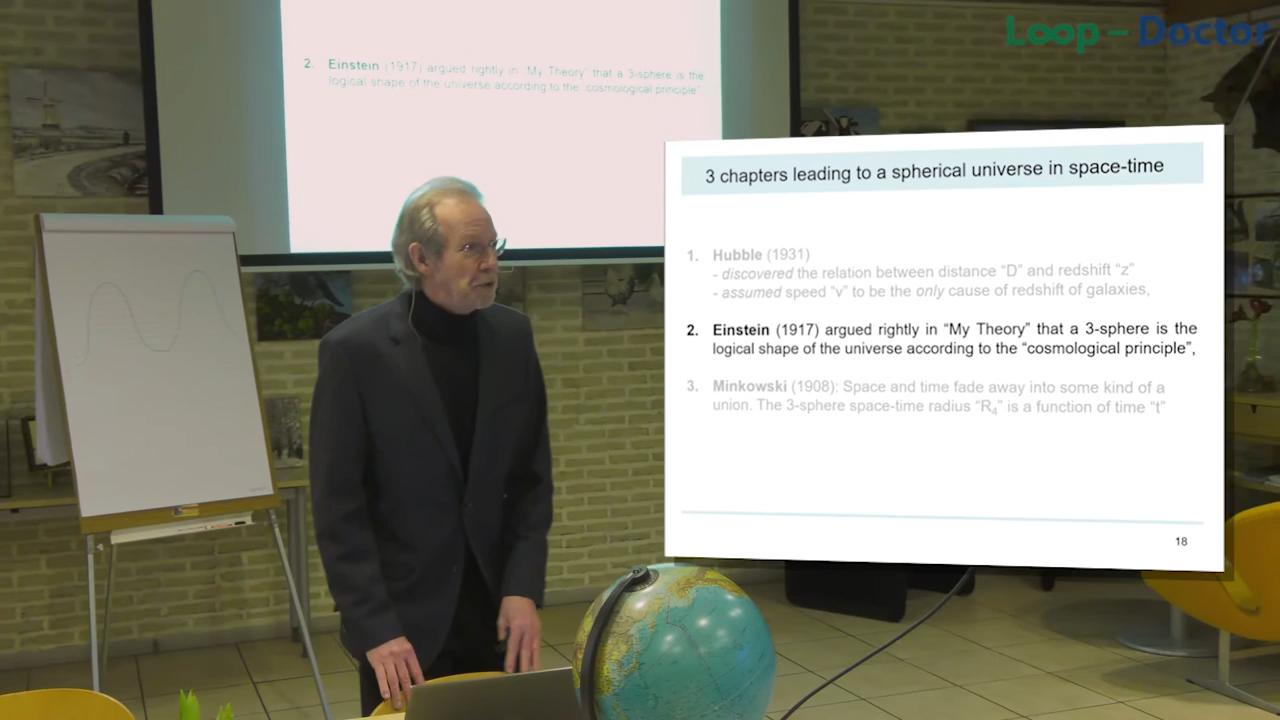 Loop – Doctor
2. Einstein (1917) argued rightly in “My Theory” that a 3-sphere is the
logical shape of the universe according to the “cosmological principle”
3 chapters leading to a spherical universe in space-time
1. Hubble (1931)
- discovered the relation between distance “D” and redshift “z”
- assumed speed “v” to be the only cause of redshift of galaxies,
2. Einstein (1917) argued rightly in “My Theory” that a 3-sphere is the
logical shape of the universe according to the “cosmological principle”,
3. Minkowski (1908): Space and time fade away into some kind of a
union. The 3-sphere space-time radius “R₄” is a function of time “t”
18